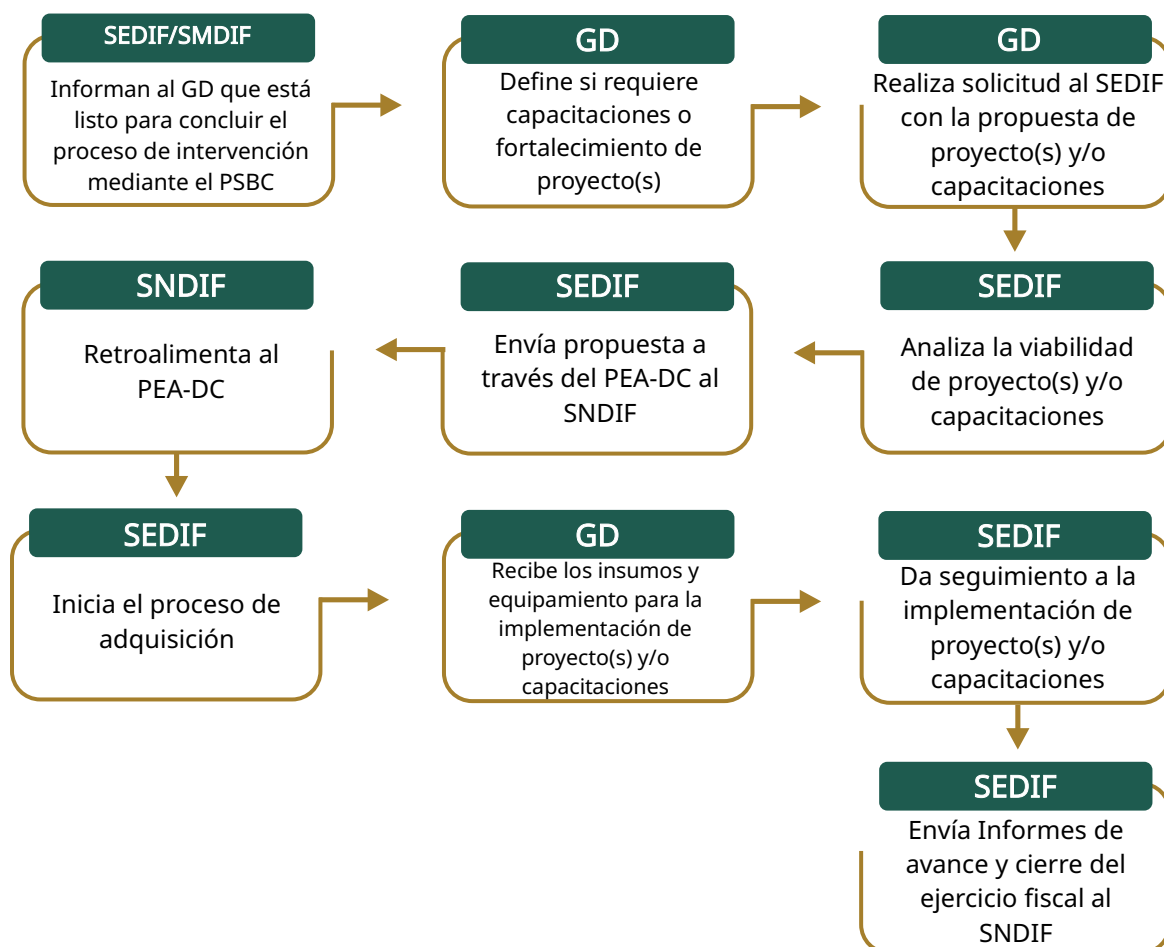 SEDIF/SMDIF
Informan al GD que está
listo para concluir el
proceso de intervención
mediante el PSBC
GD
Define si requiere
capacitaciones o
fortalecimiento de
proyecto(s)
GD
Realiza solicitud al SEDIF
con la propuesta de
proyecto(s) y/o
capacitaciones
SEDIF
Analiza la viabilidad
de proyecto(s) y/o
capacitaciones
SEDIF
Envía propuesta a
través del PEA-DC al
SNDIF
SNDIF
Retroalimenta al
PEA-DC
SEDIF
Inicia el proceso de
adquisición
GD
Recibe los insumos y
equipamiento para la
implementación de
proyecto(s) y/o
capacitaciones
SEDIF
Da seguimiento a la
implementación de
proyecto(s) y/o
capacitaciones
SEDIF
Envía Informes de
avance y cierre del
ejercicio fiscal al
SNDIF